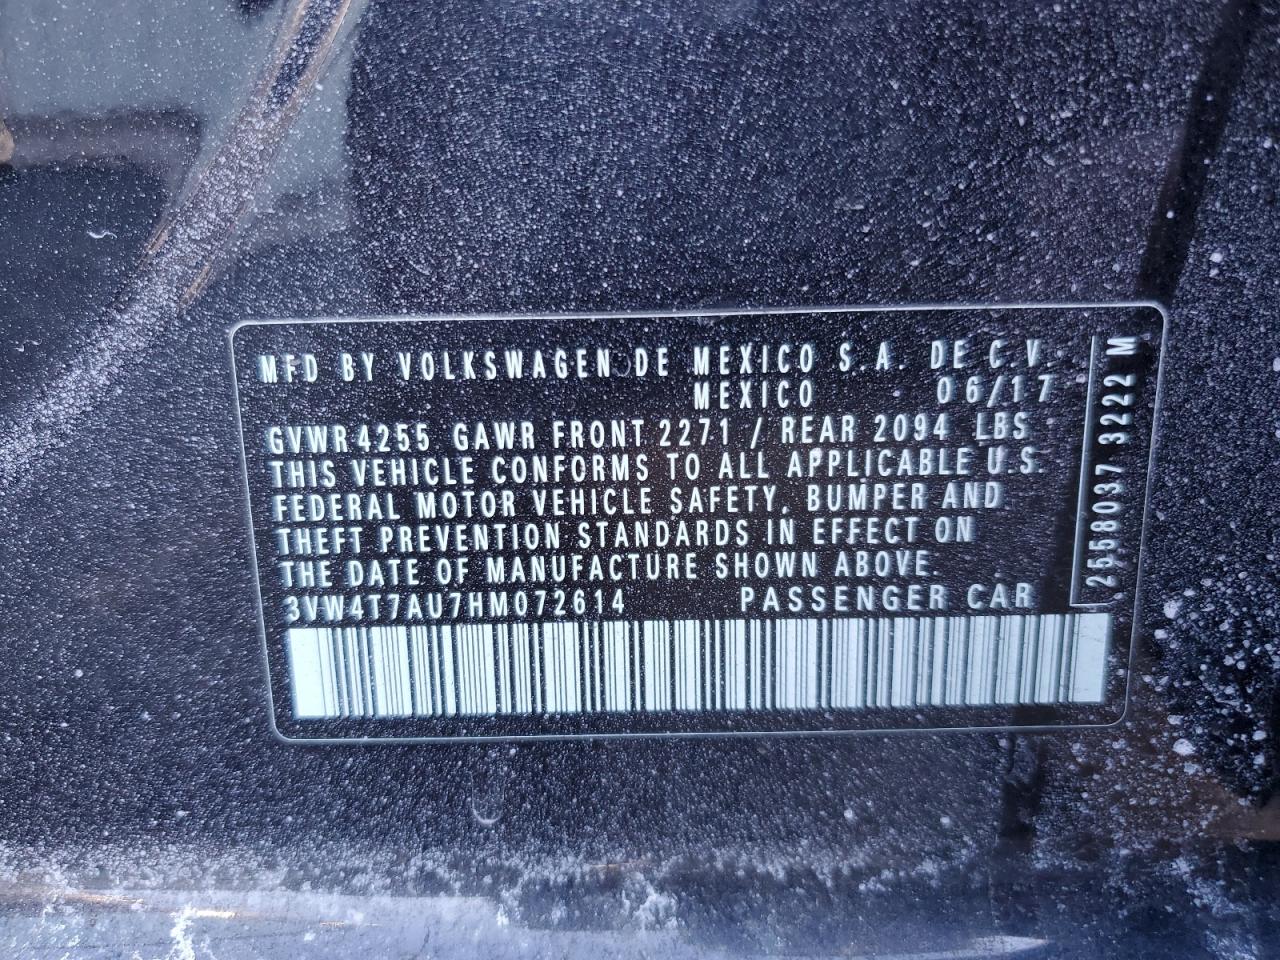 MFD BY VOLKSWAGEN DE MEXICO S.A. DE C.V.
MEXICO 06/17
GVWR 4255 GAWR FRONT 2271 / REAR 2094 LBS
THIS VEHICLE CONFORMS TO ALL APPLICABLE U.S.
FEDERAL MOTOR VEHICLE SAFETY, BUMPER AND
THEFT PREVENTION STANDARDS IN EFFECT ON
THE DATE OF MANUFACTURE SHOWN ABOVE.
3VW4T7AU7HM072614 PASSENGER CAR
2558037 3222 M